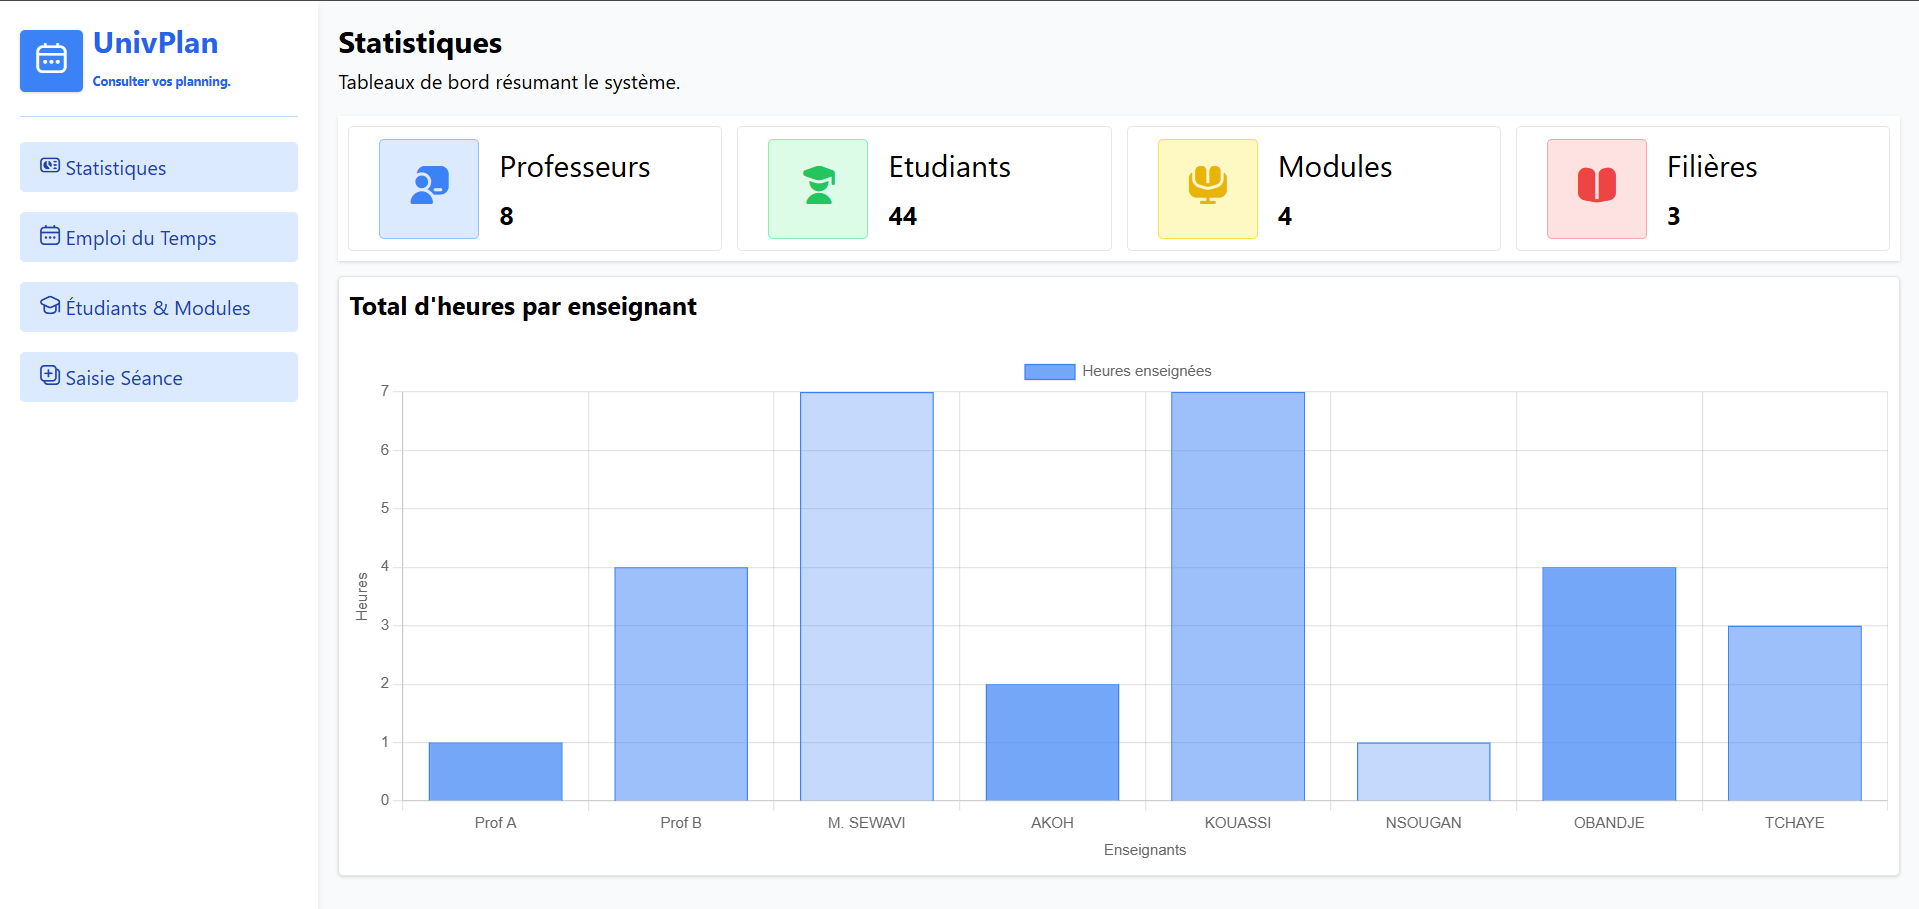 UnivPlan
Consulter vos planning.
Statistiques
Emploi du Temps
Étudiants & Modules
Saisie Séance
Statistiques
Tableaux de bord résumant le système.
Professeurs
8
Etudiants
44
Modules
4
Filières
3
Total d'heures par enseignant
Heures enseignées
7
6
5
4
3
2
1
0
Heures
Prof A
Prof B
M. SEWAVI
AKOH
KOUASSI
NSOUGAN
OBANDJE
TCHAYE
Enseignants